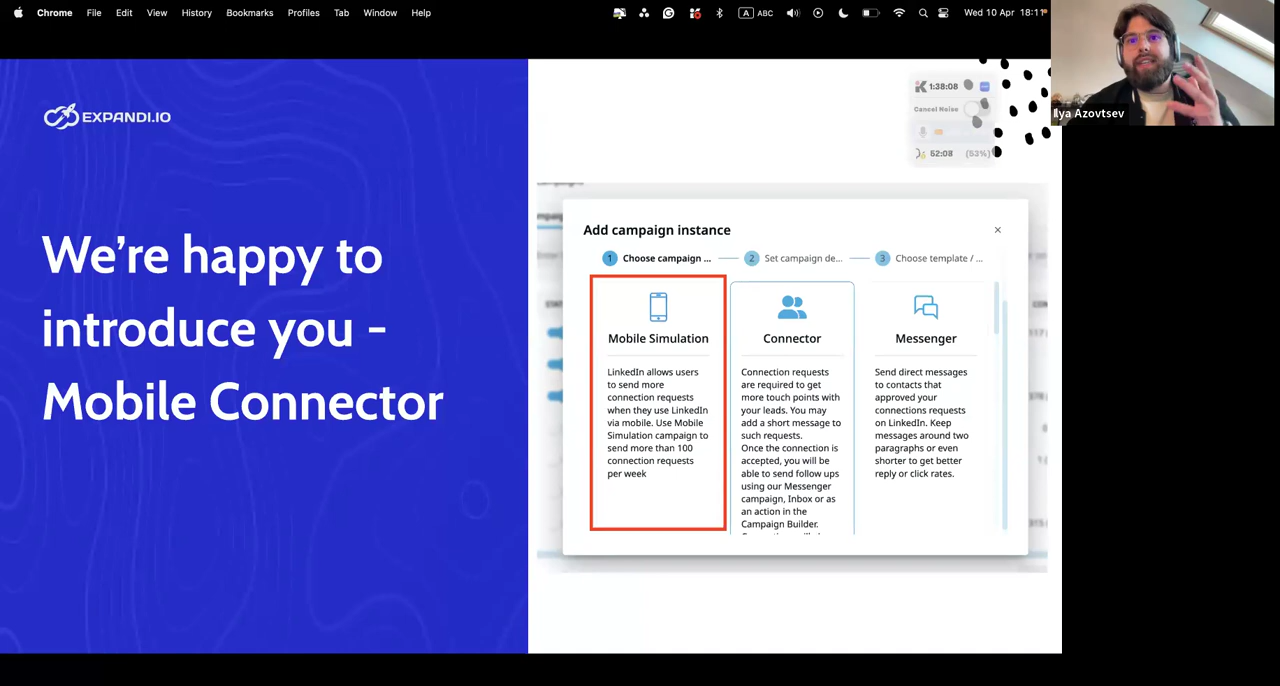 Chrome File Edit View History Bookmarks Profiles Tab Window Help
A ABC
Wed 10 Apr 18:11
Ilya Azovtsev
EXPANDI.IO
We're happy to
introduce you -
Mobile Connector
1:38:08
Cancel Noise
52:08 (53%)
Add campaign instance
1 Choose campaign ...
2 Set campaign de...
3 Choose template / ...
Mobile Simulation
LinkedIn allows users
to send more
connection requests
when they use LinkedIn
via mobile. Use Mobile
Simulation campaign to
send more than 100
connection requests
per week
Connector
Connection requests
are required to get
more touch points with
your leads. You may
add a short message to
such requests.
Once the connection is
accepted, you will be
able to send follow ups
using our Messenger
campaign, Inbox or as
an action in the
Campaign Builder.
Messenger
Send direct messages
to contacts that
approved your
connections requests
on LinkedIn. Keep
messages around two
paragraphs or even
shorter to get better
reply or click rates.